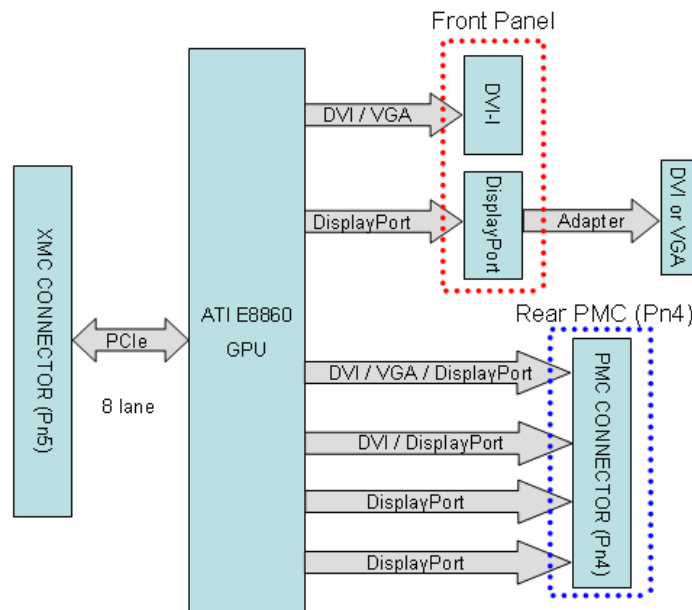 Front Panel
DVI / VGA
DVI-I
DisplayPort
DisplayPort
Adapter
DVI or VGA
XMC CONNECTOR (Pn5)
PCIe
8 lane
ATI E8860
GPU
Rear PMC (Pn4)
DVI / VGA / DisplayPort
DVI / DisplayPort
DisplayPort
DisplayPort
PMC CONNECTOR (Pn4)